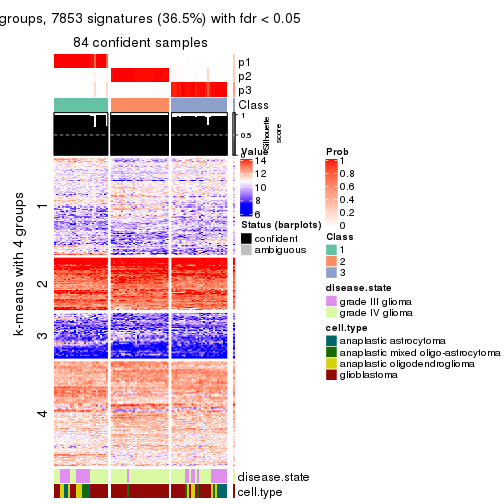 groups, 7853 signatures (36.5%) with fdr < 0.05
84 confident samples
p1
p2
p3
Class
1
0.5
0
Silhouette
score
k-means with 4 groups
1
2
3
4
Value
14
12
10
8
6
Status (barplots)
confident
ambiguous
Prob
1
0.8
0.6
0.4
0.2
0
Class
1
2
3
disease.state
grade III glioma
grade IV glioma
cell.type
anaplastic astrocytoma
anaplastic mixed oligo-astrocytoma
anaplastic oligodendroglioma
glioblastoma
disease.state
cell.type